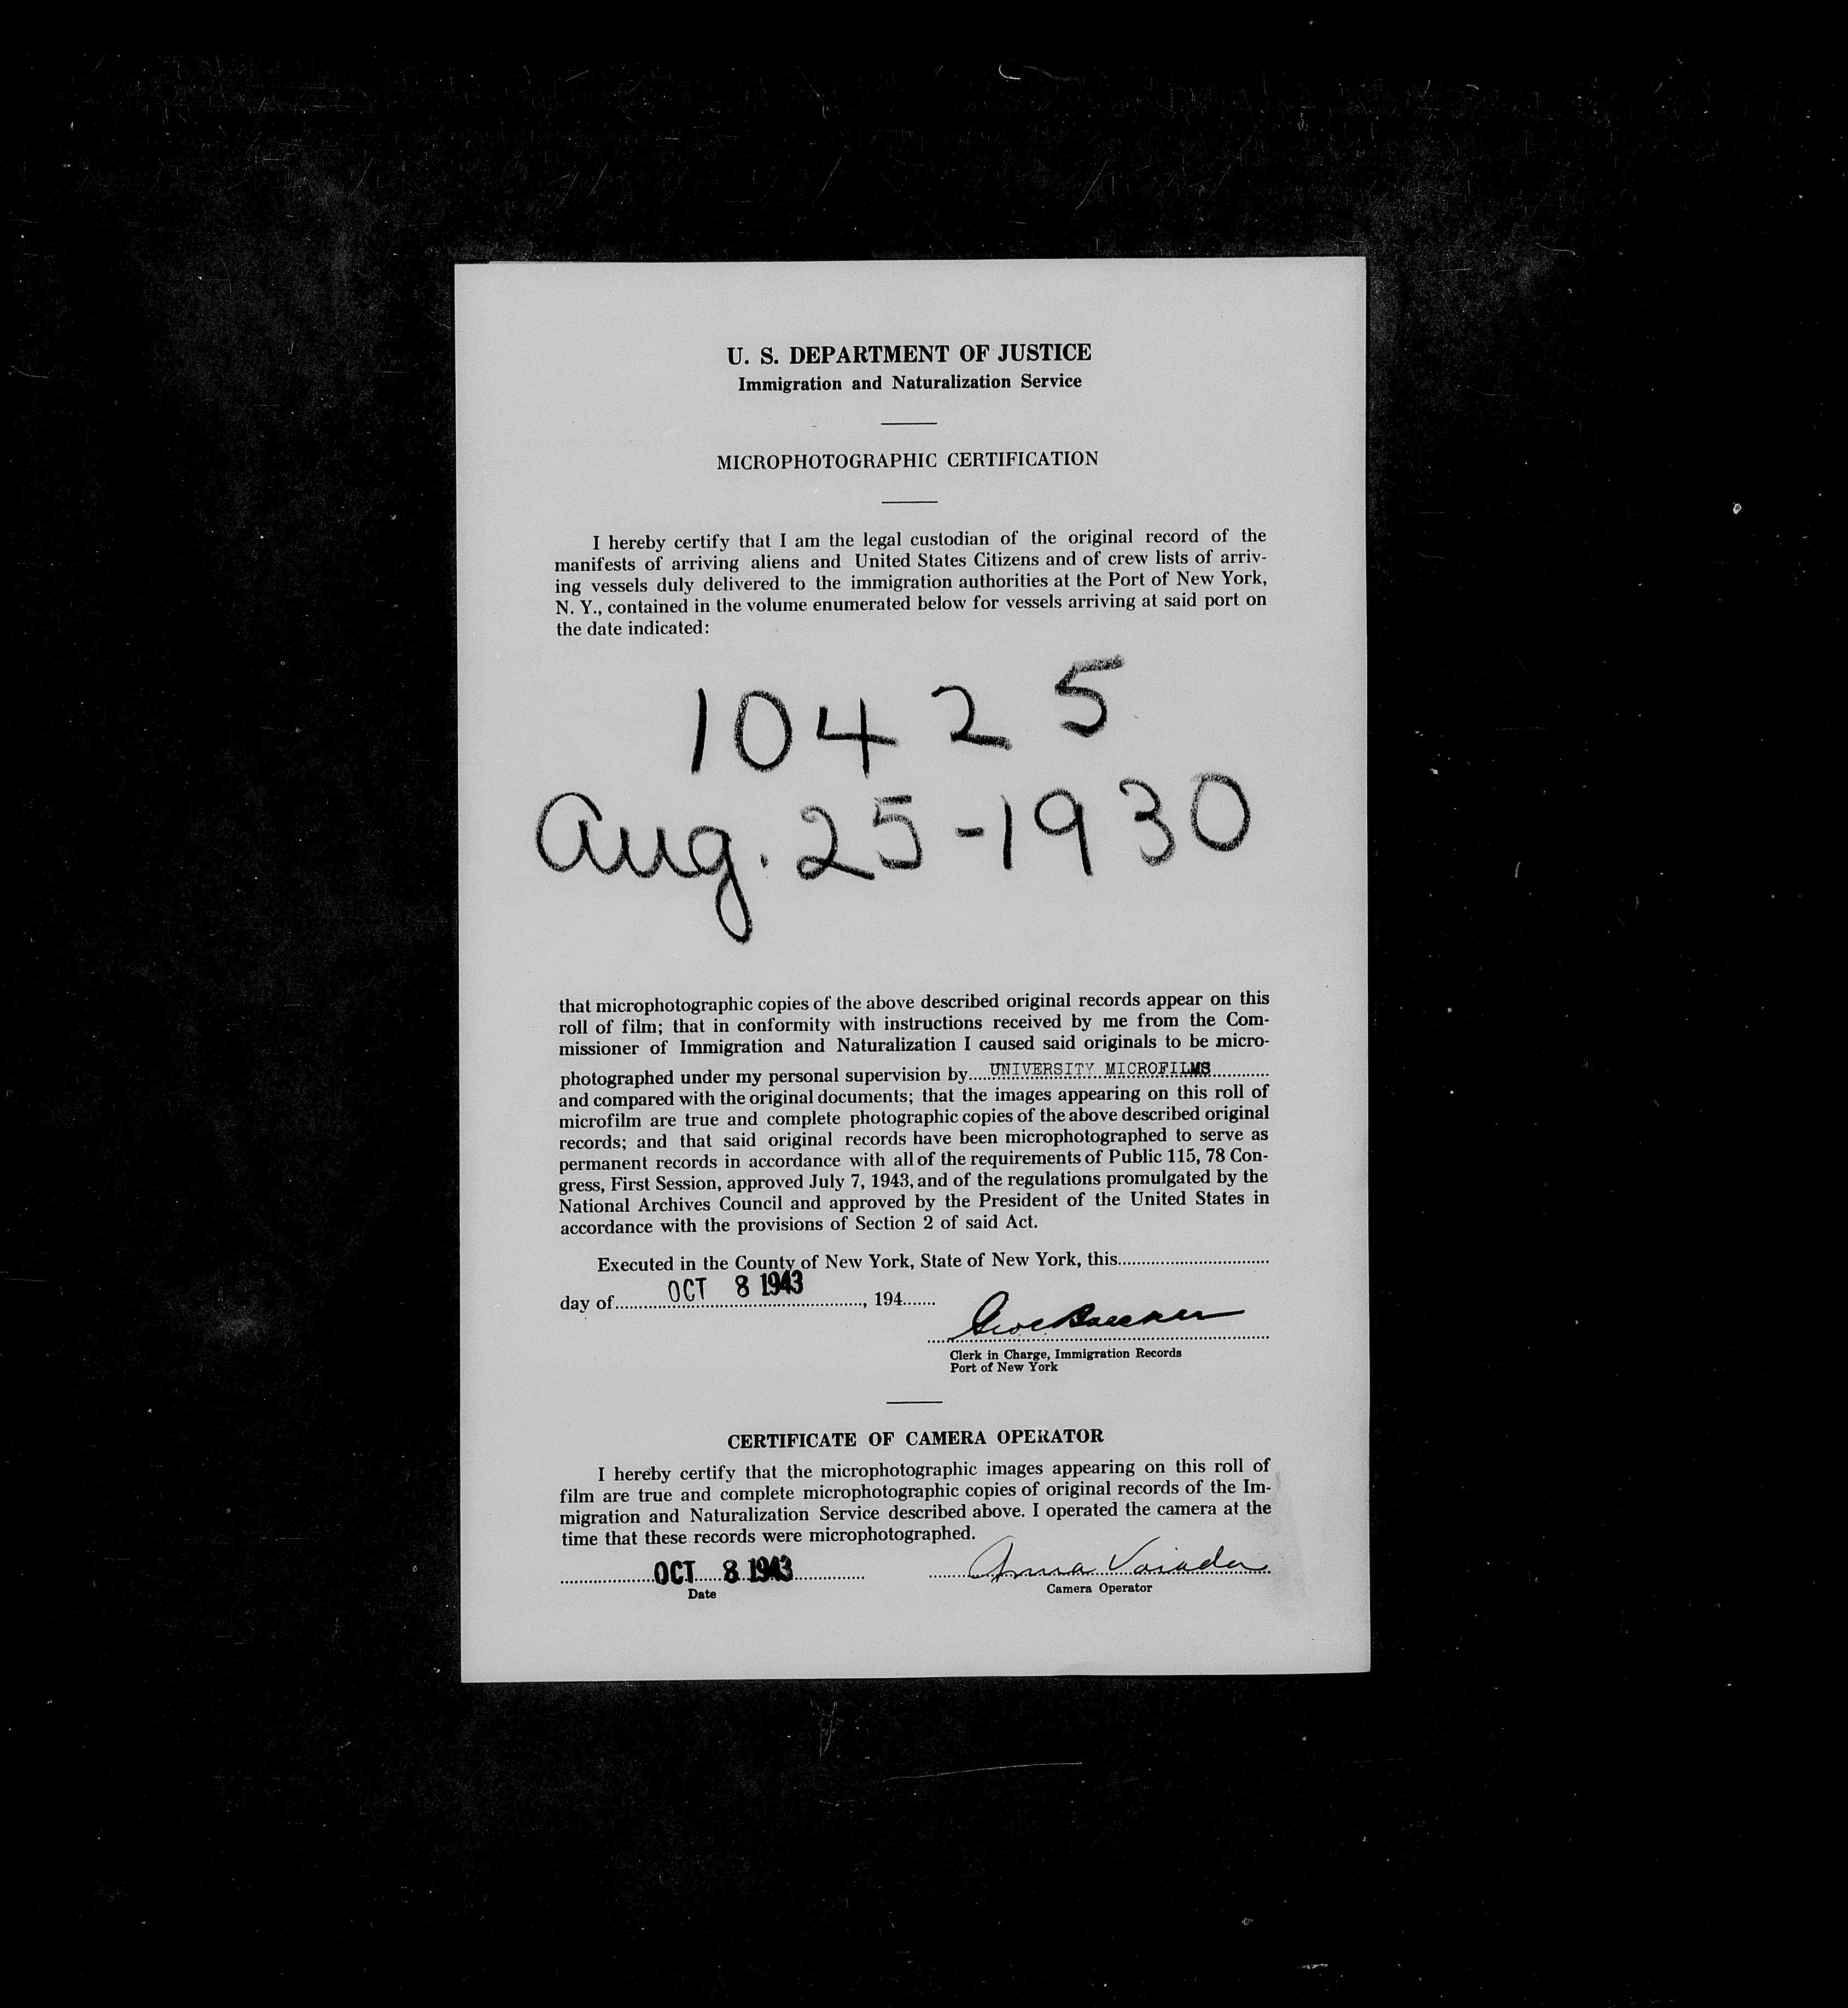 U. S. DEPARTMENT OF JUSTICE
Immigration and Naturalization Service
MICROPHOTOGRAPHIC CERTIFICATION
I hereby certify that I am the legal custodian of the original record of the
manifests of arriving aliens and United States Citizens and of crew lists of arriv-
ing vessels duly delivered to the immigration authorities at the Port of New York,
N. Y., contained in the volume enumerated below for vessels arriving at said port on
the date indicated:
10425
Aug. 25-1930
that microphotographic copies of the above described original records appear on this
roll of film; that in conformity with instructions received by me from the Com-
missioner of Immigration and Naturalization I caused said originals to be micro-
photographed under my personal supervision by UNIVERSITY MICROFILMS
and compared with the original documents; that the images appearing on this roll of
microfilm are true and complete photographic copies of the above described original
records; and that said original records have been microphotographed to serve as
permanent records in accordance with all of the requirements of Public 115, 78 Con-
gress, First Session, approved July 7, 1943, and of the regulations promulgated by the
National Archives Council and approved by the President of the United States in
accordance with the provisions of Section 2 of said Act.
Executed in the County of New York, State of New York, this
day of OCT 8 1943, 194
Clerk in Charge, Immigration Records
Port of New York
CERTIFICATE OF CAMERA OPERATOR
I hereby certify that the microphotographic images appearing on this roll of
film are true and complete microphotographic copies of original records of the Im-
migration and Naturalization Service described above. I operated the camera at the
time that these records were microphotographed.
OCT 8 1943 Anna
Date Camera Operator